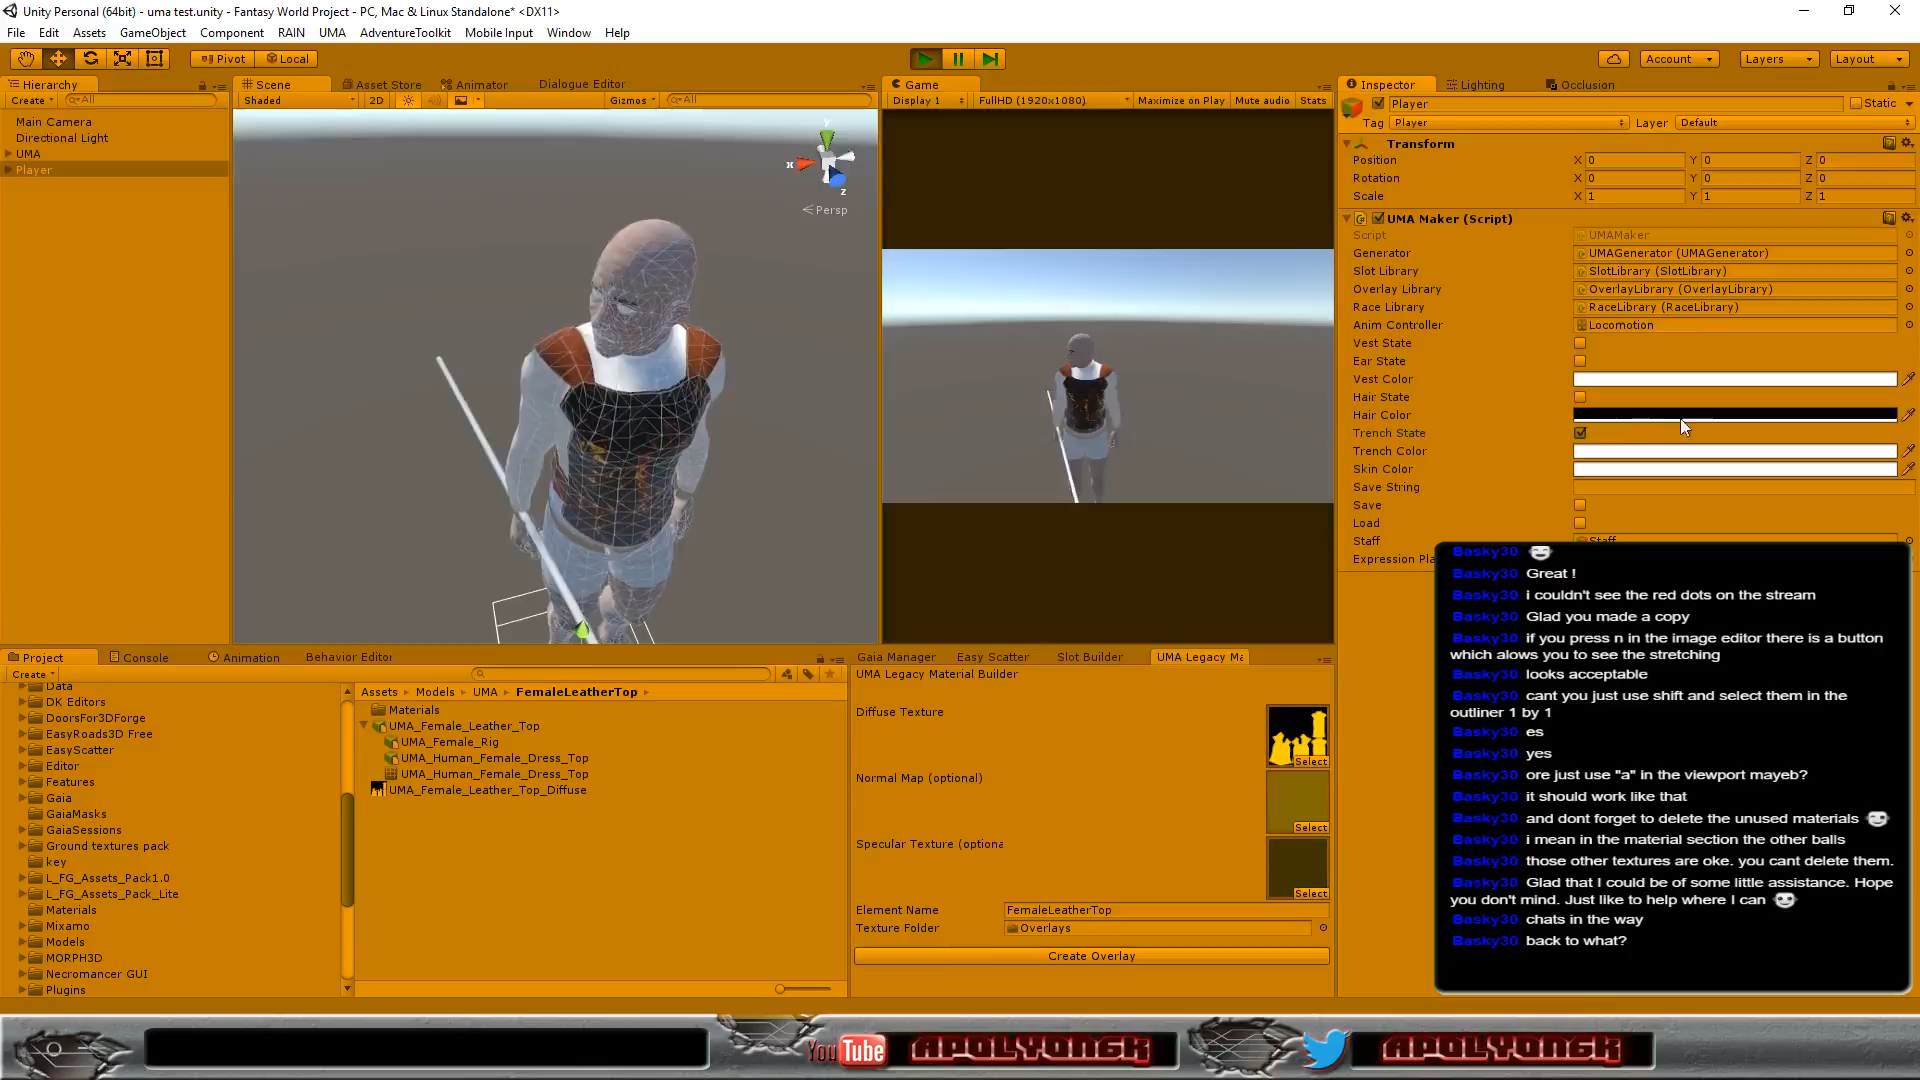 Unity Personal (64bit) - uma test.unity - Fantasy World Project - PC, Mac & Linux Standalone* <DX11>
File Edit Assets GameObject Component RAIN UMA AdventureToolkit Mobile Input Window Help
Pivot Local Account Layers Layout
Hierarchy Scene Asset Store Animator Dialogue Editor Game Inspector Lighting Occlusion
Create All Shaded 2D Gizmos All Display 1 FullHD (1920x1080) Maximize on Play Mute audio Stats
Main Camera
Directional Light
UMA
Player
y
x
z
Persp
Player Static
Tag Player Layer Default
Transform
Position X 0 Y 0 Z 0
Rotation X 0 Y 0 Z 0
Scale X 1 Y 1 Z 1
UMA Maker (Script)
Script UMAMaker
Generator UMAGenerator (UMAGenerator)
Slot Library SlotLibrary (SlotLibrary)
Overlay Library OverlayLibrary (OverlayLibrary)
Race Library RaceLibrary (RaceLibrary)
Anim Controller Locomotion
Vest State
Ear State
Vest Color
Hair State
Hair Color
Trench State
Trench Color
Skin Color
Save String
Save
Load
Staff Staff
Expression Pla
Project Console Animation Behavior Editor
Create
Data
DK Editors
DoorsFor3DForge
EasyRoads3D Free
EasyScatter
Editor
Features
Gaia
GaiaMasks
GaiaSessions
Ground textures pack
key
L_FG_Assets_Pack1.0
L_FG_Assets_Pack_Lite
Materials
Mixamo
Models
MORPH3D
Necromancer GUI
Plugins
Assets Models UMA FemaleLeatherTop
Materials
UMA_Female_Leather_Top
UMA_Female_Rig
UMA_Human_Female_Dress_Top
UMA_Human_Female_Dress_Top
UMA_Female_Leather_Top_Diffuse
Gaia Manager Easy Scatter Slot Builder UMA Legacy Ma
UMA Legacy Material Builder
Diffuse Texture
Select
Normal Map (optional)
Select
Specular Texture (optiona
Select
Element Name FemaleLeatherTop
Texture Folder Overlays
Create Overlay
Basky30
Basky30 Great !
Basky30 i couldn't see the red dots on the stream
Basky30 Glad you made a copy
Basky30 if you press n in the image editor there is a button
which alows you to see the stretching
Basky30 looks acceptable
Basky30 cant you just use shift and select them in the
outliner 1 by 1
Basky30 es
Basky30 yes
Basky30 ore just use "a" in the viewport mayeb?
Basky30 it should work like that
Basky30 and dont forget to delete the unused materials
Basky30 i mean in the material section the other balls
Basky30 those other textures are oke. you cant delete them.
Basky30 Glad that I could be of some little assistance. Hope
you don't mind. Just like to help where I can
Basky30 chats in the way
Basky30 back to what?
YouTube APOLYON6K APOLYON6K